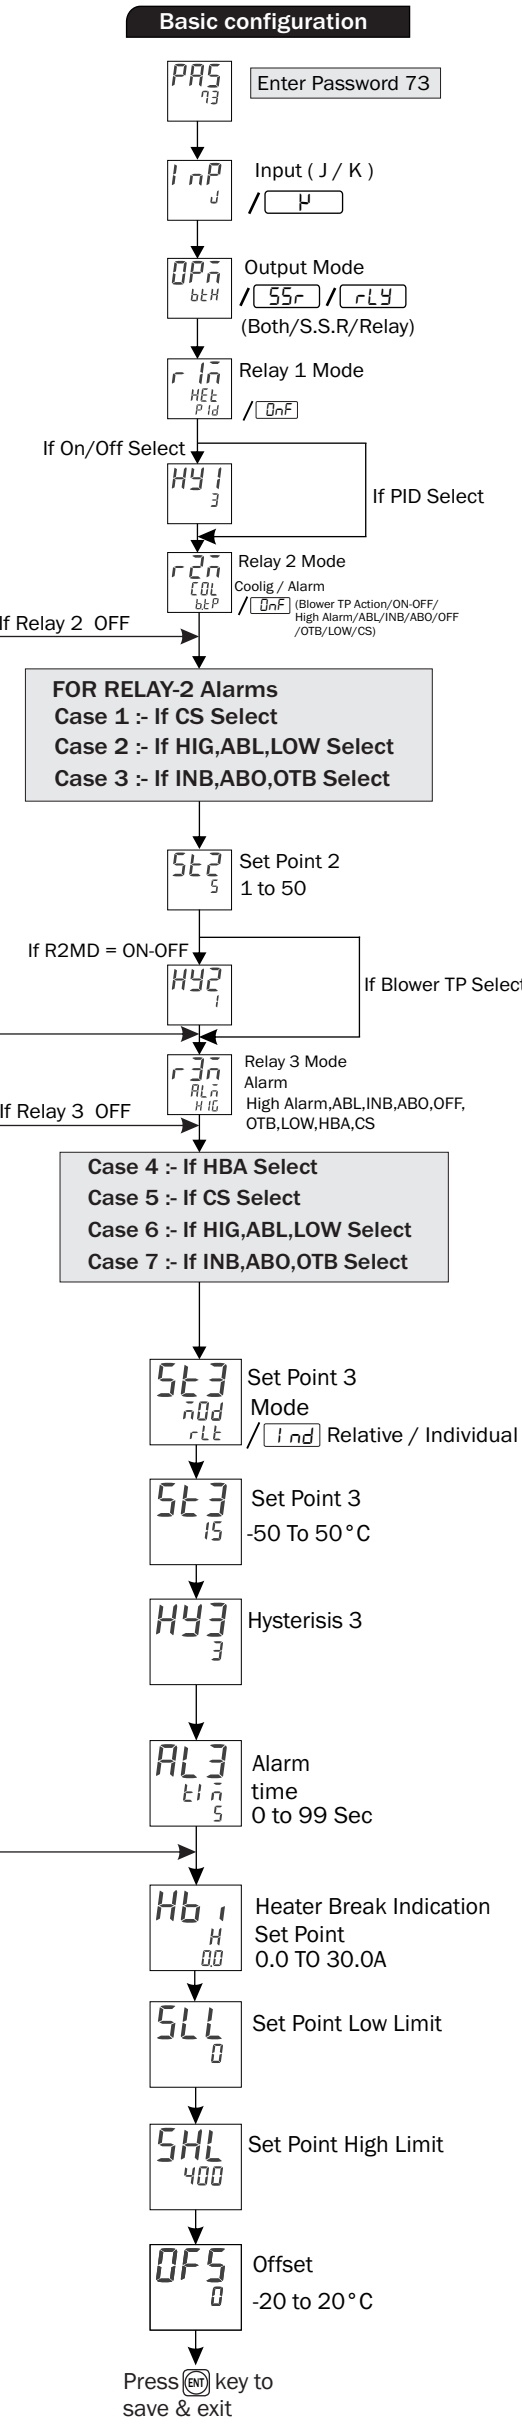 Basic configuration
PAS
73
Enter Password 73
InP
J
Input ( J / K )
/
OPm
btH
Output Mode
/ SSr / rLY
(Both/S.S.R/Relay)
r1m
HEt
PId
Relay 1 Mode
/ OnF
If On/Off Select
HY1
3
If PID Select
r2m
COL
b.t.P
Relay 2 Mode
Coolig / Alarm
/ OnF (Blower TP Action/ON-OFF/
High Alarm/ABL/INB/ABO/OFF
/OTB/LOW/CS)
If Relay 2 OFF
FOR RELAY-2 Alarms
Case 1 :- If CS Select
Case 2 :- If HIG,ABL,LOW Select
Case 3 :- If INB,ABO,OTB Select
St2
5
Set Point 2
1 to 50
If R2MD = ON-OFF
HY2
1
If Blower TP Select
r3m
ALm
HIG
Relay 3 Mode
Alarm
High Alarm,ABL,INB,ABO,OFF,
OTB,LOW,HBA,CS
If Relay 3 OFF
Case 4 :- If HBA Select
Case 5 :- If CS Select
Case 6 :- If HIG,ABL,LOW Select
Case 7 :- If INB,ABO,OTB Select
St3
mOd
rLt
Set Point 3
Mode
/ Ind Relative / Individual
St3
15
Set Point 3
-50 To 50°C
HY3
3
Hysterisis 3
AL3
tIm
5
Alarm
time
0 to 99 Sec
Hbi
H
0.0
Heater Break Indication
Set Point
0.0 TO 30.0A
SLL
0
Set Point Low Limit
SHL
400
Set Point High Limit
OFS
0
Offset
-20 to 20°C
Press ENT key to
save & exit